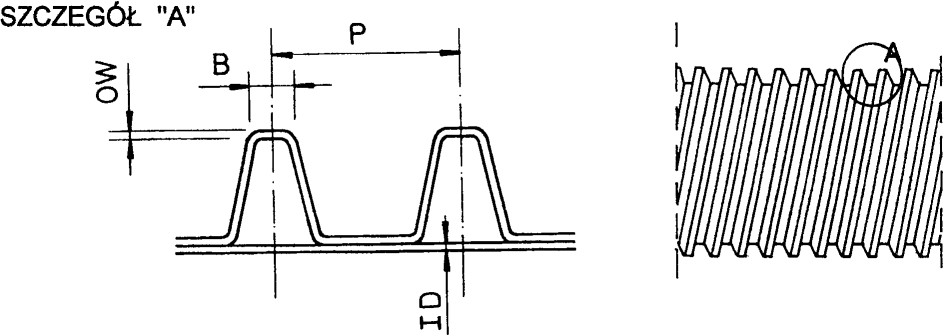 SZCZEGÓŁ "A"
P
A
B
OW
ID